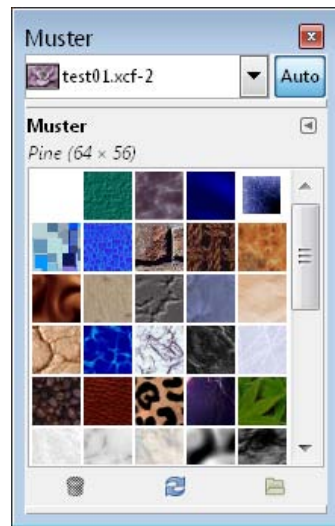 Muster
test01.xcf-2
Auto
Muster
Pine (64 × 56)